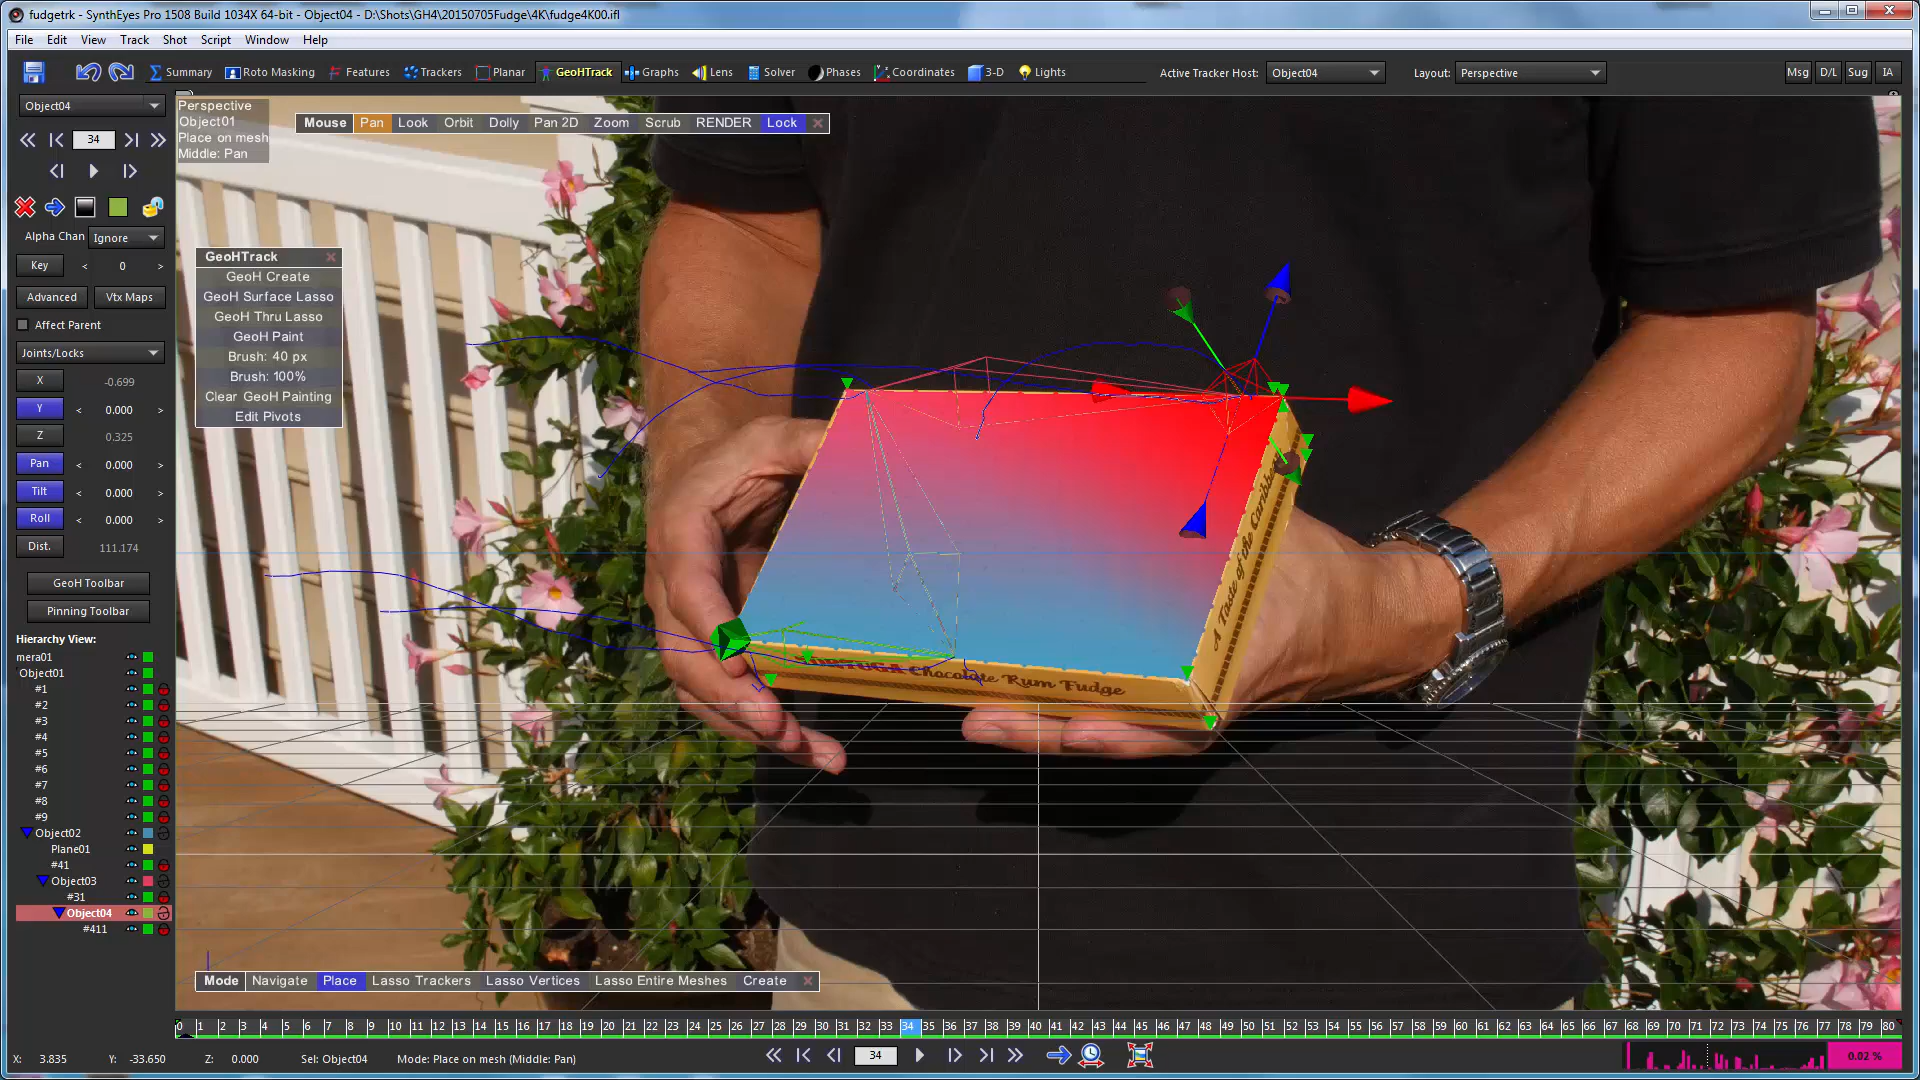 fudgetrk - SynthEyes Pro 1508 Build 1034X 64-bit - Object04 - D:\Shots\GH4\20150705Fudge\4K\fudge4K00.ifl
File Edit View Track Shot Script Window Help
Summary Roto Masking Features Trackers Planar GeoHTrack Graphs Lens Solver Phases Coordinates 3-D Lights Active Tracker Host: Object04 Layout: Perspective Msg D/L Sug IA
Object04
34
Alpha Chan Ignore
Key < 0 >
Advanced Vtx Maps
Affect Parent
Joints/Locks
X -0.699
Y < 0.000 >
Z 0.325
Pan < 0.000 >
Tilt < 0.000 >
Roll < 0.000 >
Dist. 111.174
GeoH Toolbar
Pinning Toolbar
Hierarchy View:
mera01
Object01
#1
#2
#3
#4
#5
#6
#7
#8
#9
Object02
Plane01
#41
Object03
#31
Object04
#411
Perspective
Object01
Place on mesh
Middle: Pan
Mouse Pan Look Orbit Dolly Pan 2D Zoom Scrub RENDER Lock
GeoHTrack
GeoH Create
GeoH Surface Lasso
GeoH Thru Lasso
GeoH Paint
Brush: 40 px
Brush: 100%
Clear GeoH Painting
Edit Pivots
A Taste of the Caribbean
Chocolate Rum Fudge
Mode Navigate Place Lasso Trackers Lasso Vertices Lasso Entire Meshes Create
0 1 2 3 4 5 6 7 8 9 10 11 12 13 14 15 16 17 18 19 20 21 22 23 24 25 26 27 28 29 30 31 32 33 34 35 36 37 38 39 40 41 42 43 44 45 46 47 48 49 50 51 52 53 54 55 56 57 58 59 60 61 62 63 64 65 66 67 68 69 70 71 72 73 74 75 76 77 78 79 80
X: 3.835 Y: -33.650 Z: 0.000 Sel: Object04 Mode: Place on mesh (Middle: Pan) 34 0.02 %